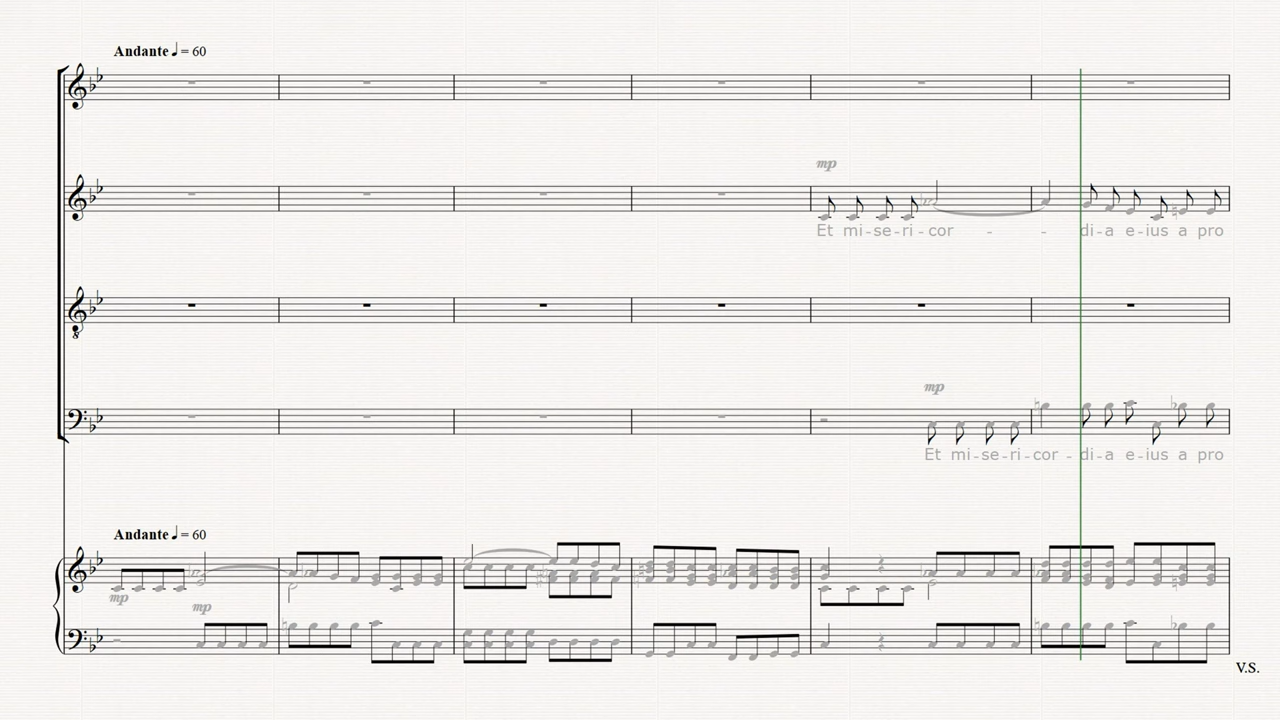 Andante ♩ = 60
mp
Et mi-se-ri-cor - - di-a e-ius a pro
8
mp
Et mi-se-ri-cor - di-a e-ius a pro
Andante ♩ = 60
mp
mp
V.S.